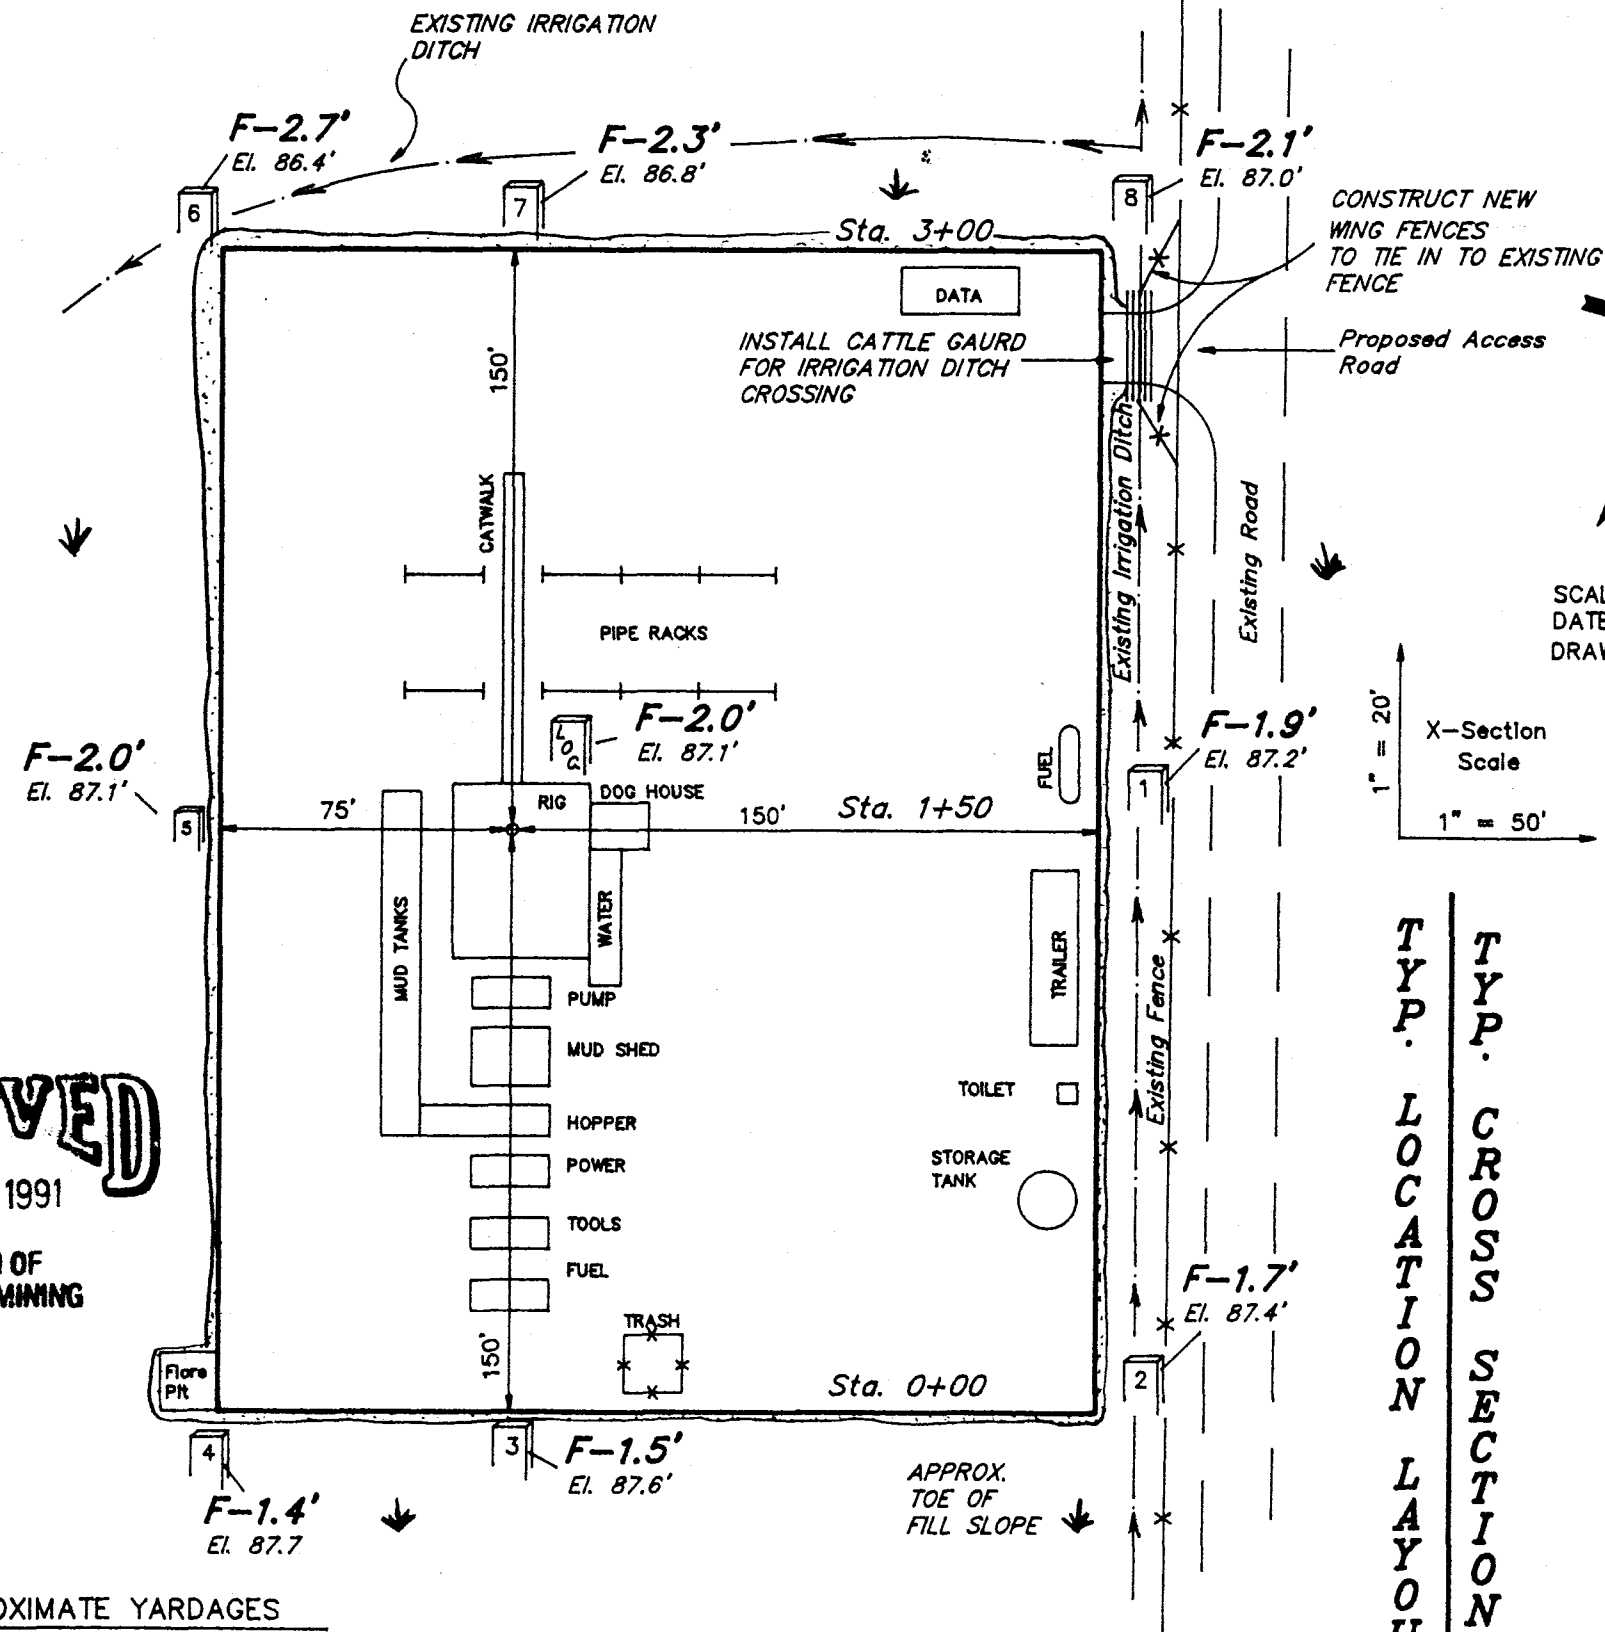 EXISTING IRRIGATION
DITCH
F-2.7'
El. 86.4'
F-2.3'
El. 86.8'
F-2.1'
El. 87.0'
6
7
8
CONSTRUCT NEW
WING FENCES
TO TIE IN TO EXISTING
FENCE
Sta. 3+00
DATA
INSTALL CATTLE GAURD
FOR IRRIGATION DITCH
CROSSING
Proposed Access
Road
150'
CATWALK
PIPE RACKS
Existing Irrigation Ditch
Existing Road
SCAL
DATE
DRAW
F-2.0'
El. 87.1'
LOG
F-2.0'
El. 87.1'
FUEL
F-1.9'
El. 87.2'
1
1" = 20'
X-Section
Scale
1" = 50'
5
75'
RIG
DOG HOUSE
150'
Sta. 1+50
MUD TANKS
WATER
TRAILER
PUMP
MUD SHED
Existing Fence
TOILET
HOPPER
POWER
STORAGE
TANK
TOOLS
FUEL
TRASH
150'
Sta. 0+00
F-1.7'
El. 87.4'
2
VED
1991
OF
MINING
Flare
Pit
4
F-1.4'
El. 87.7
3
F-1.5'
El. 87.6'
APPROX.
TOE OF
FILL SLOPE
OXIMATE YARDAGES
TYP. CROSS SECTION
TYP. LOCATION LAYOU